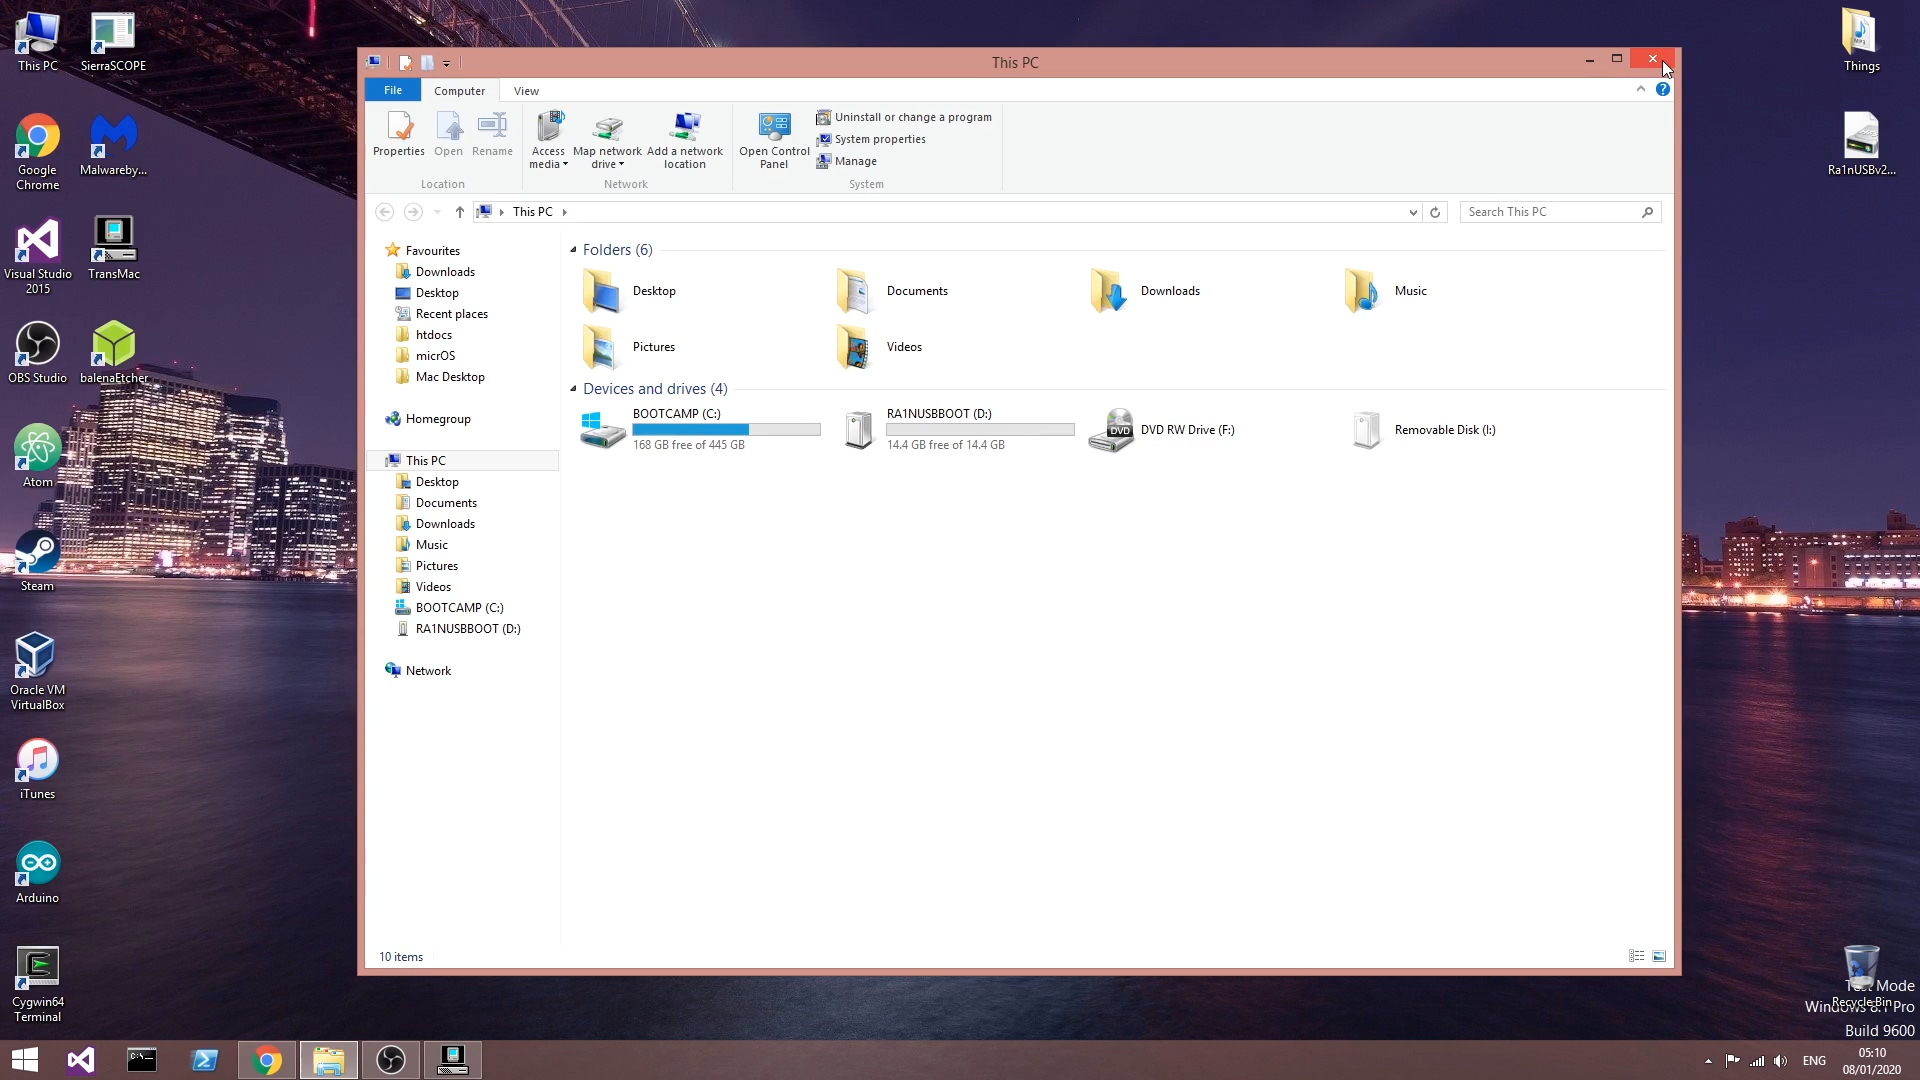 This PC
SierraSCOPE
Google
Chrome
Malwareby...
Visual Studio
2015
TransMac
OBS Studio
balenaEtcher
Atom
Steam
Oracle VM
VirtualBox
iTunes
Arduino
Cygwin64
Terminal
Things
MP3
Ra1nUSBv2...
This PC
File
Computer
View
Properties
Open
Rename
Location
Access
media
Map network
drive
Add a network
location
Network
Open Control
Panel
Uninstall or change a program
System properties
Manage
System
This PC
Search This PC
Favourites
Downloads
Desktop
Recent places
htdocs
micrOS
Mac Desktop
Homegroup
This PC
Desktop
Documents
Downloads
Music
Pictures
Videos
BOOTCAMP (C:)
RA1NUSBBOOT (D:)
Network
Folders (6)
Desktop
Documents
Downloads
Music
Pictures
Videos
Devices and drives (4)
BOOTCAMP (C:)
168 GB free of 445 GB
RA1NUSBBOOT (D:)
14.4 GB free of 14.4 GB
DVD
DVD RW Drive (F:)
Removable Disk (I:)
10 items
Recycle Bin
Test Mode
Windows 8.1 Pro
Build 9600
C:\
ENG
05:10
08/01/2020